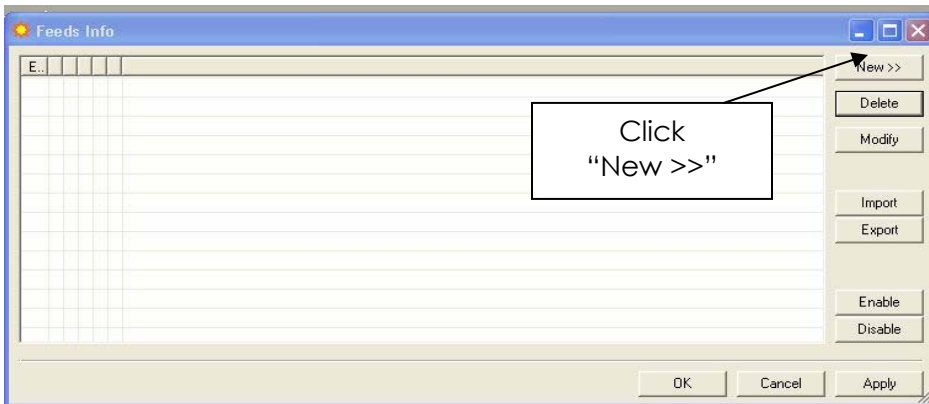 Feeds Info
E..
New >>
Delete
Click
“New >>”
Modify
Import
Export
Enable
Disable
OK Cancel Apply